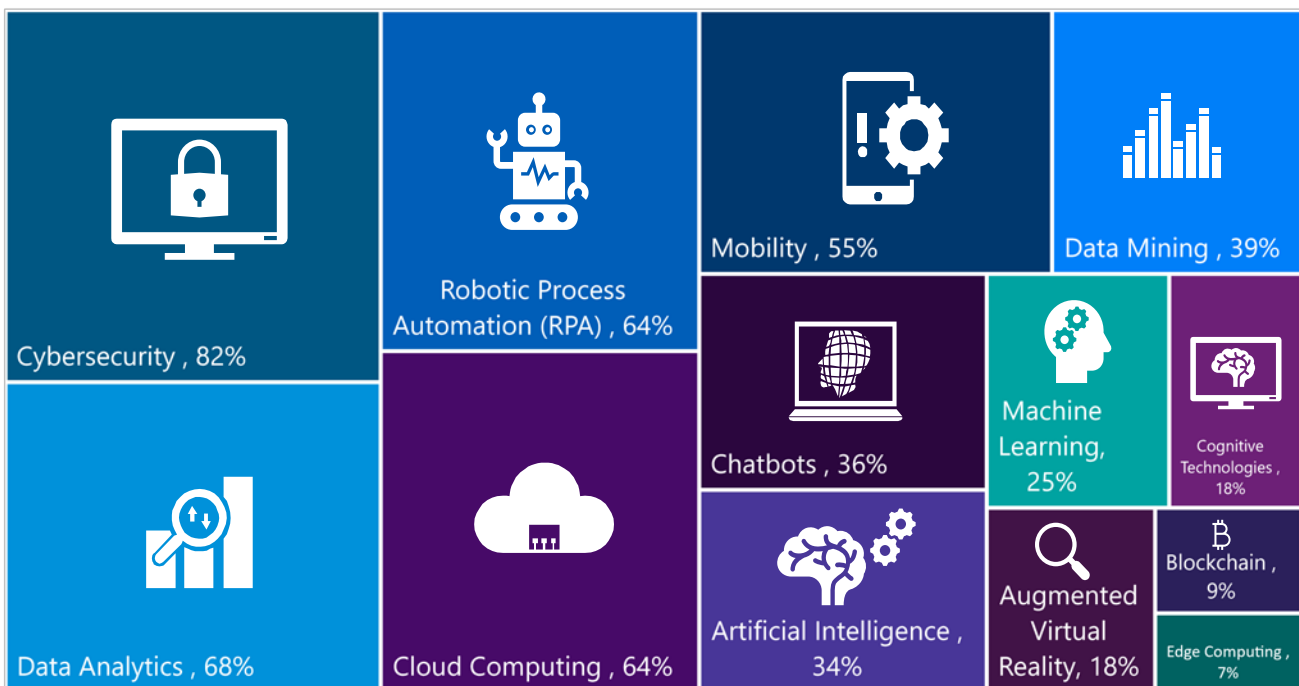 Cybersecurity , 82%
Data Analytics , 68%
Robotic Process
Automation (RPA) , 64%
Cloud Computing , 64%
Mobility , 55%
Data Mining , 39%
Chatbots , 36%
Artificial Intelligence ,
34%
Machine
Learning,
25%
Cognitive
Technologies ,
18%
Augmented
Virtual
Reality, 18%
Blockchain ,
9%
Edge Computing ,
7%